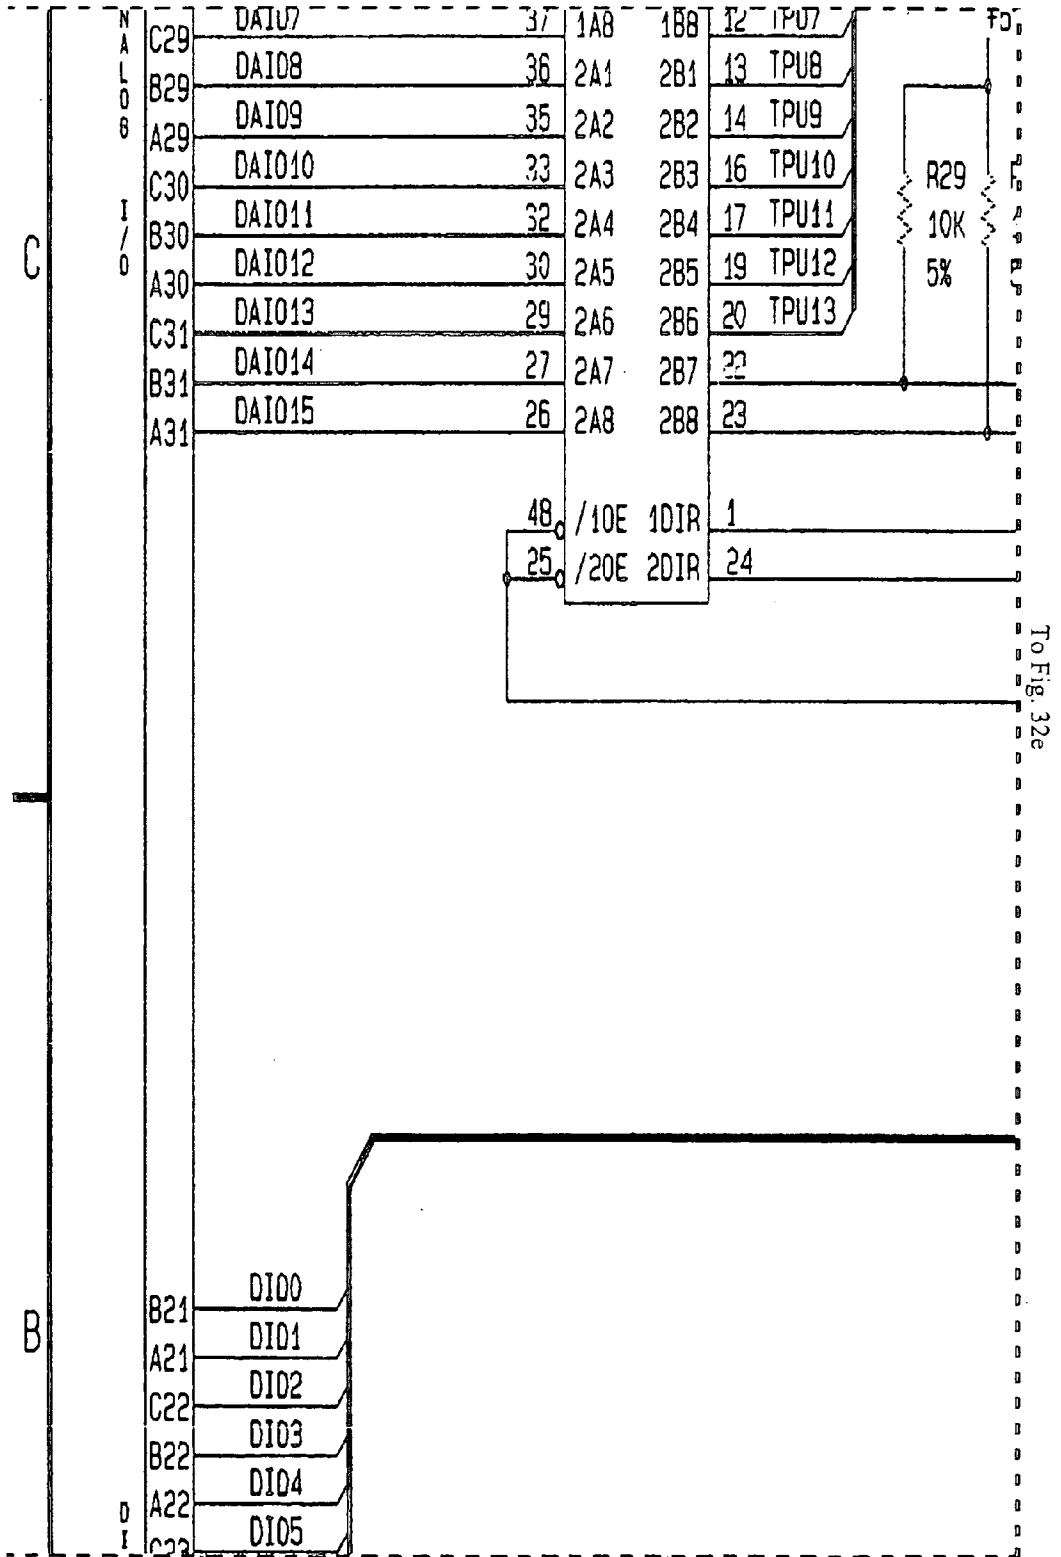 C29 DAIO7 37 1A8 1B8 12 TPU7
B29 DAIO8 36 2A1 2B1 13 TPU8
A29 DAIO9 35 2A2 2B2 14 TPU9
C30 DAIO10 33 2A3 2B3 16 TPU10
B30 DAIO11 32 2A4 2B4 17 TPU11
A30 DAIO12 30 2A5 2B5 19 TPU12
C31 DAIO13 29 2A6 2B6 20 TPU13
B31 DAIO14 27 2A7 2B7 22
A31 DAIO15 26 2A8 2B8 23
48 /1OE 1DIR 1
25 /2OE 2DIR 24
R29
10K
5%
NALOG I/O
C
To Fig. 32e
B21 DIO0
A21 DIO1
C22 DIO2
B22 DIO3
A22 DIO4
C23 DIO5
B
DI